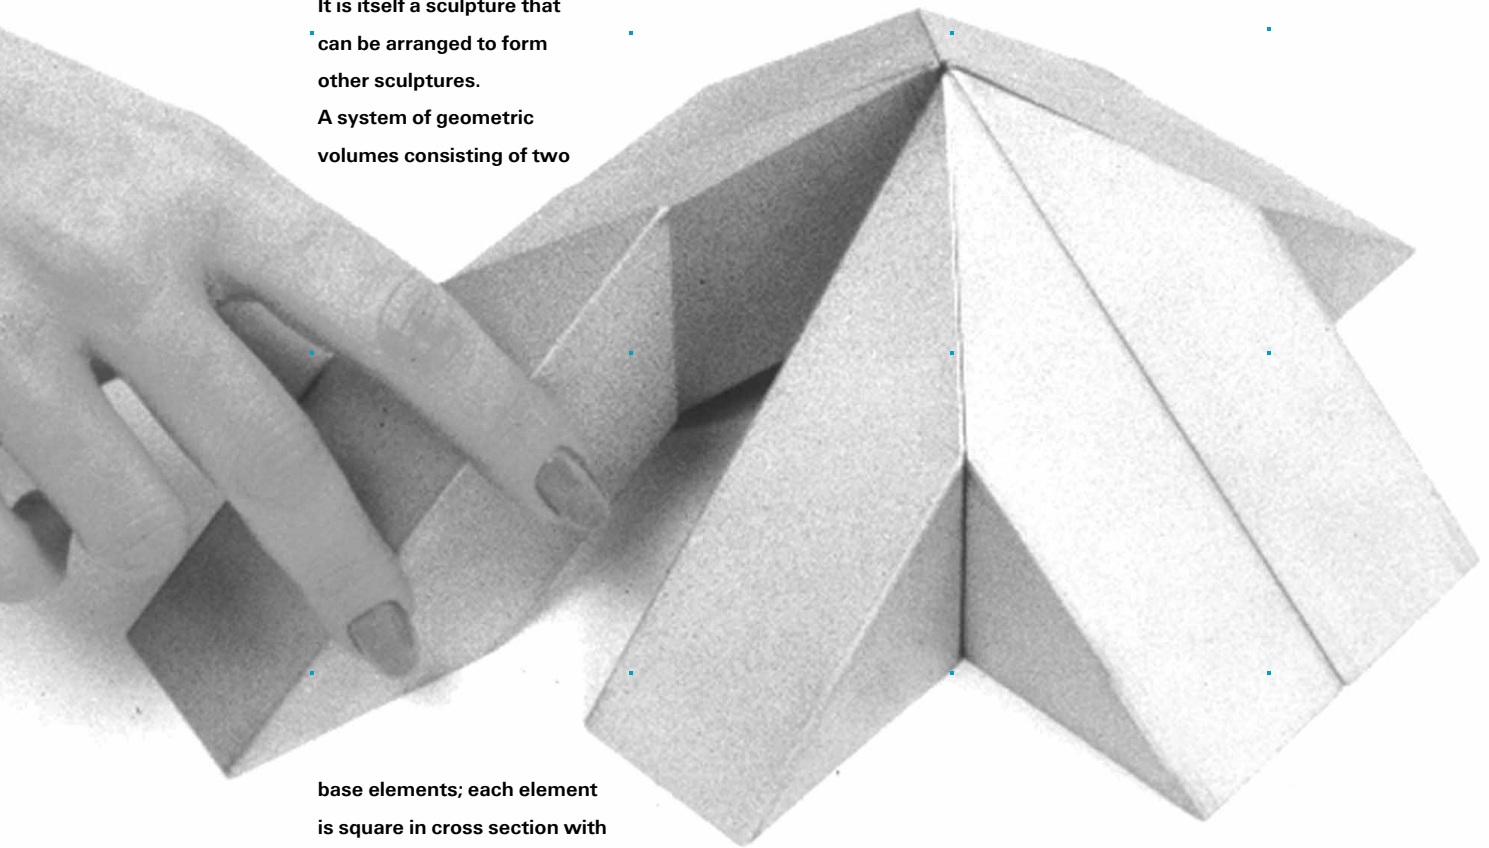 It is itself a sculpture that
can be arranged to form
other sculptures.
A system of geometric
volumes consisting of two
base elements; each element
is square in cross section with